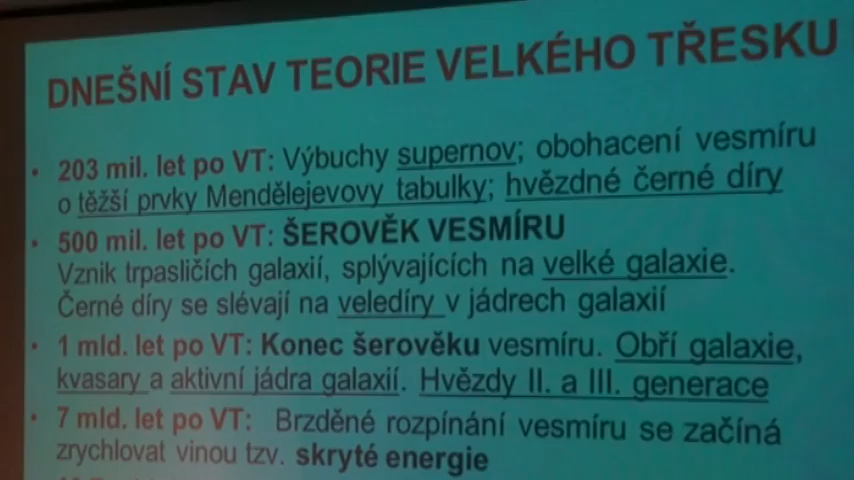 DNEŠNÍ STAV TEORIE VELKÉHO TŘESKU
• 203 mil. let po VT: Výbuchy supernov; obohacení vesmíru
o těžší prvky Mendělejevovy tabulky; hvězdné černé díry
• 500 mil. let po VT: ŠEROVĚK VESMÍRU
Vznik trpasličích galaxií, splývajících na velké galaxie.
Černé díry se slévají na veledíry v jádrech galaxií
• 1 mld. let po VT: Konec šerověku vesmíru. Obří galaxie,
kvasary a aktivní jádra galaxií. Hvězdy II. a III. generace
• 7 mld. let po VT: Brzděné rozpínání vesmíru se začíná
zrychlovat vinou tzv. skryté energie